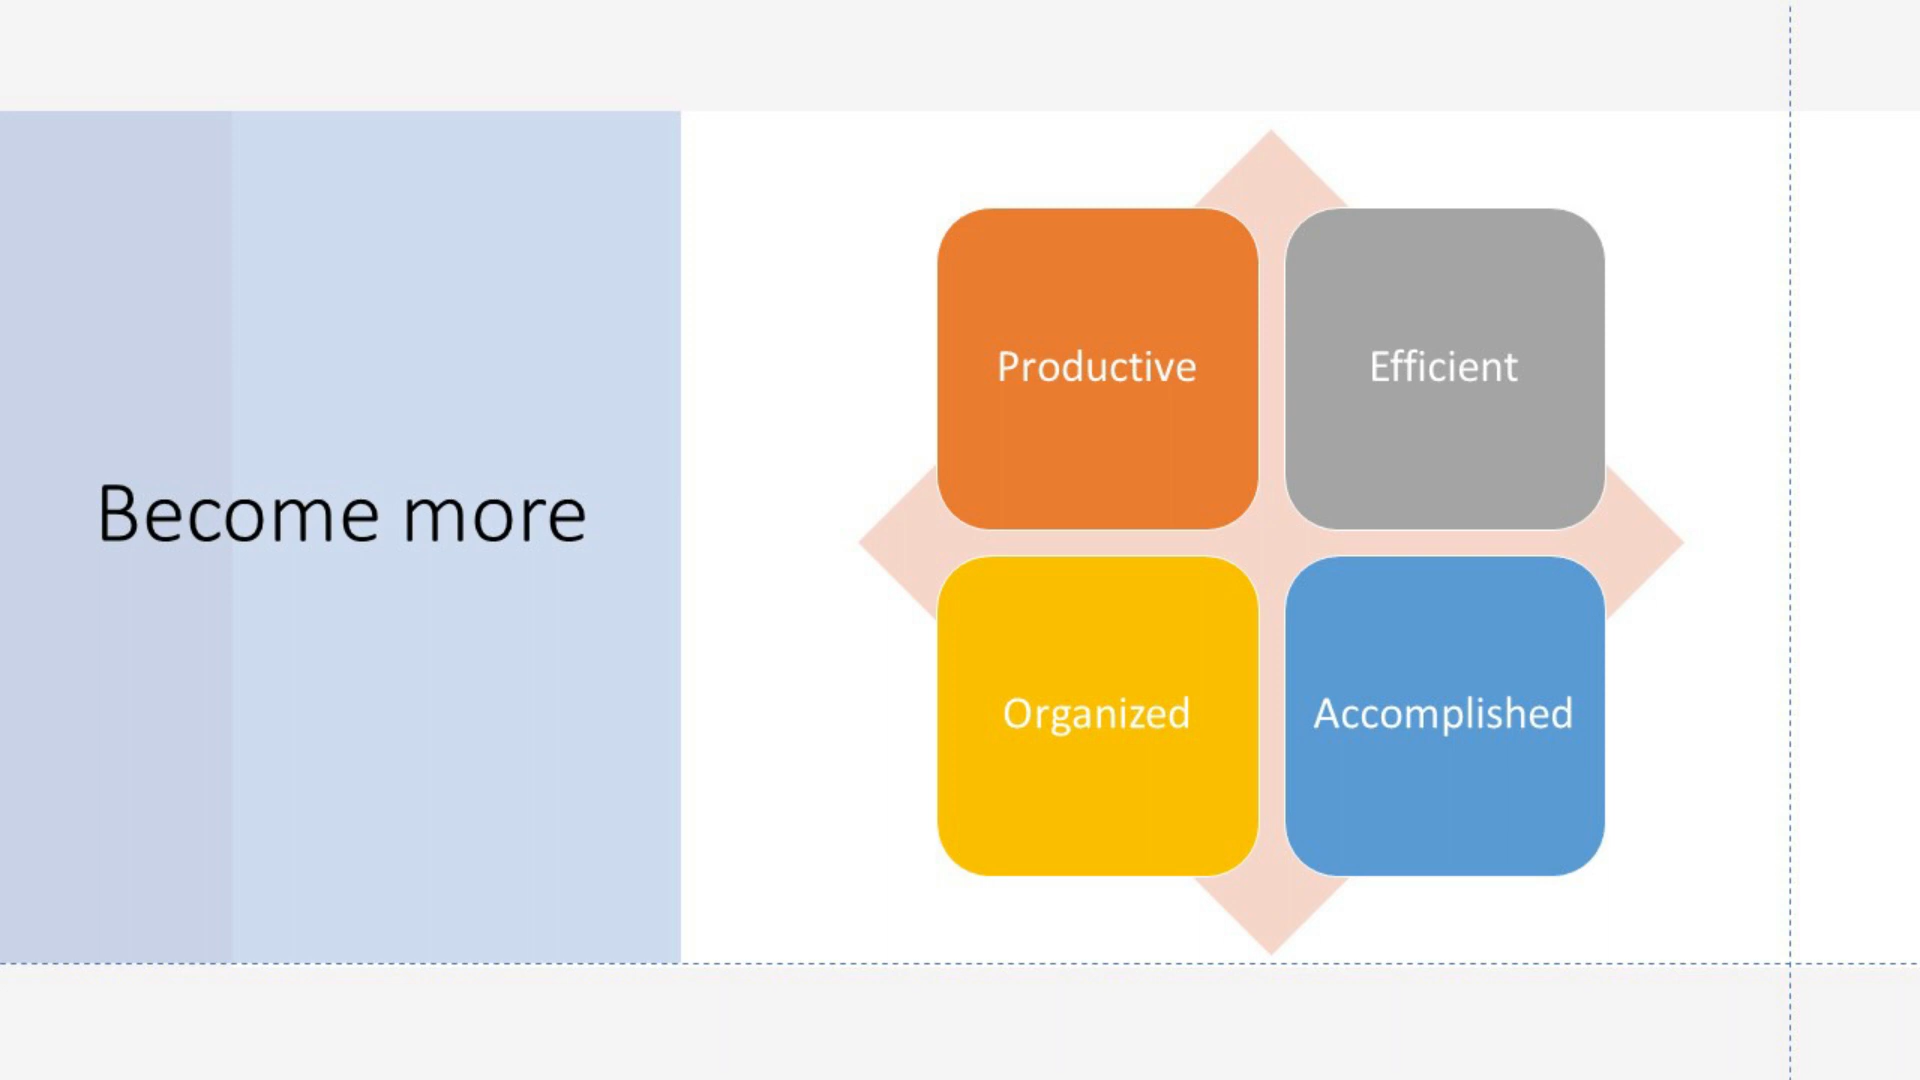 Become more
Productive
Efficient
Organized
Accomplished